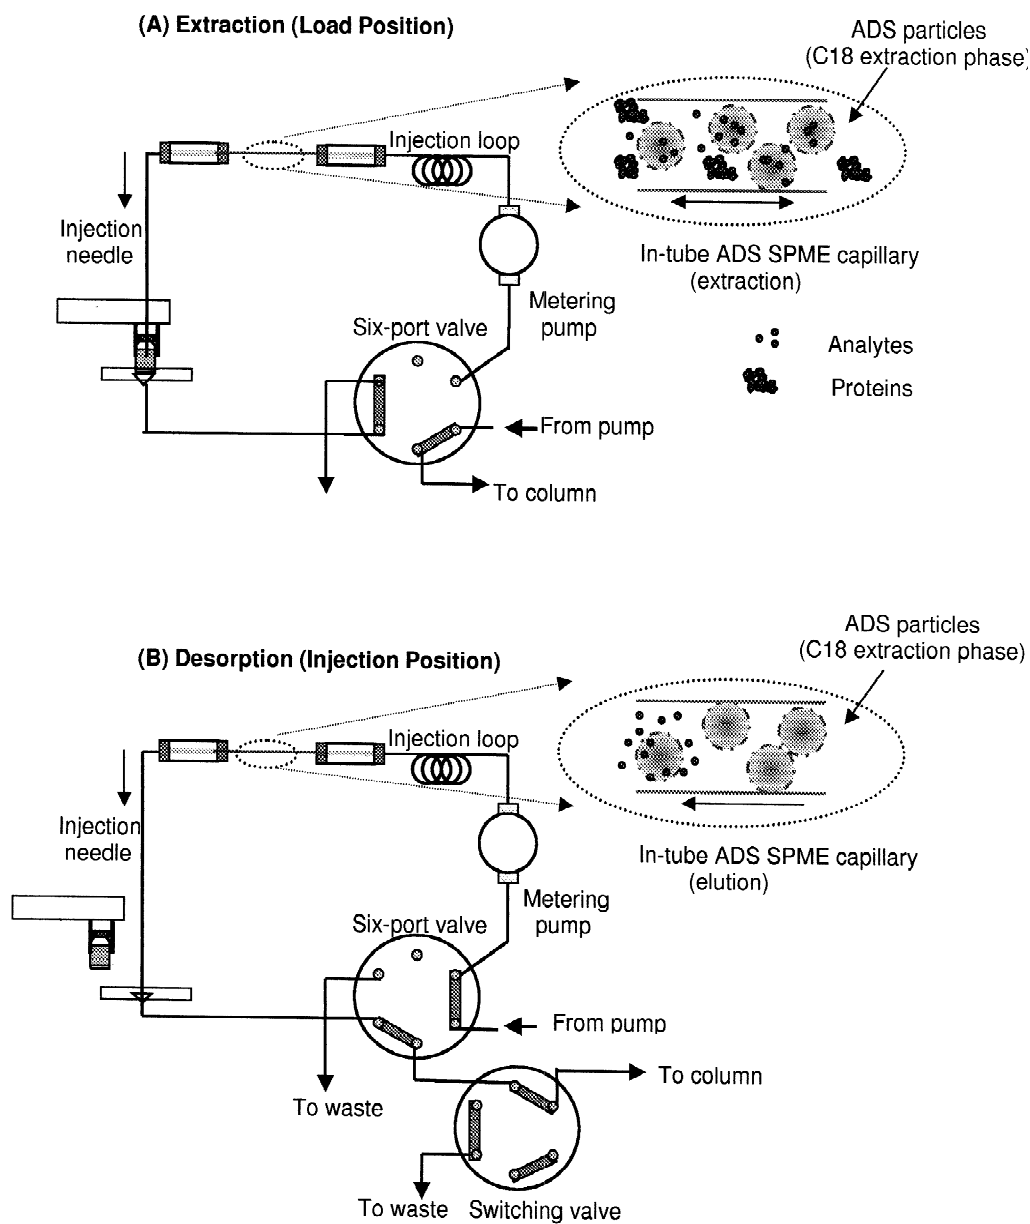 (A) Extraction (Load Position)
ADS particles
(C18 extraction phase)
Injection loop
Injection
needle
In-tube ADS SPME capillary
(extraction)
Metering
pump
Six-port valve
Analytes
Proteins
From pump
To column
(B) Desorption (Injection Position)
ADS particles
(C18 extraction phase)
Injection loop
Injection
needle
In-tube ADS SPME capillary
(elution)
Metering
pump
Six-port valve
From pump
To column
To waste
To waste
Switching valve